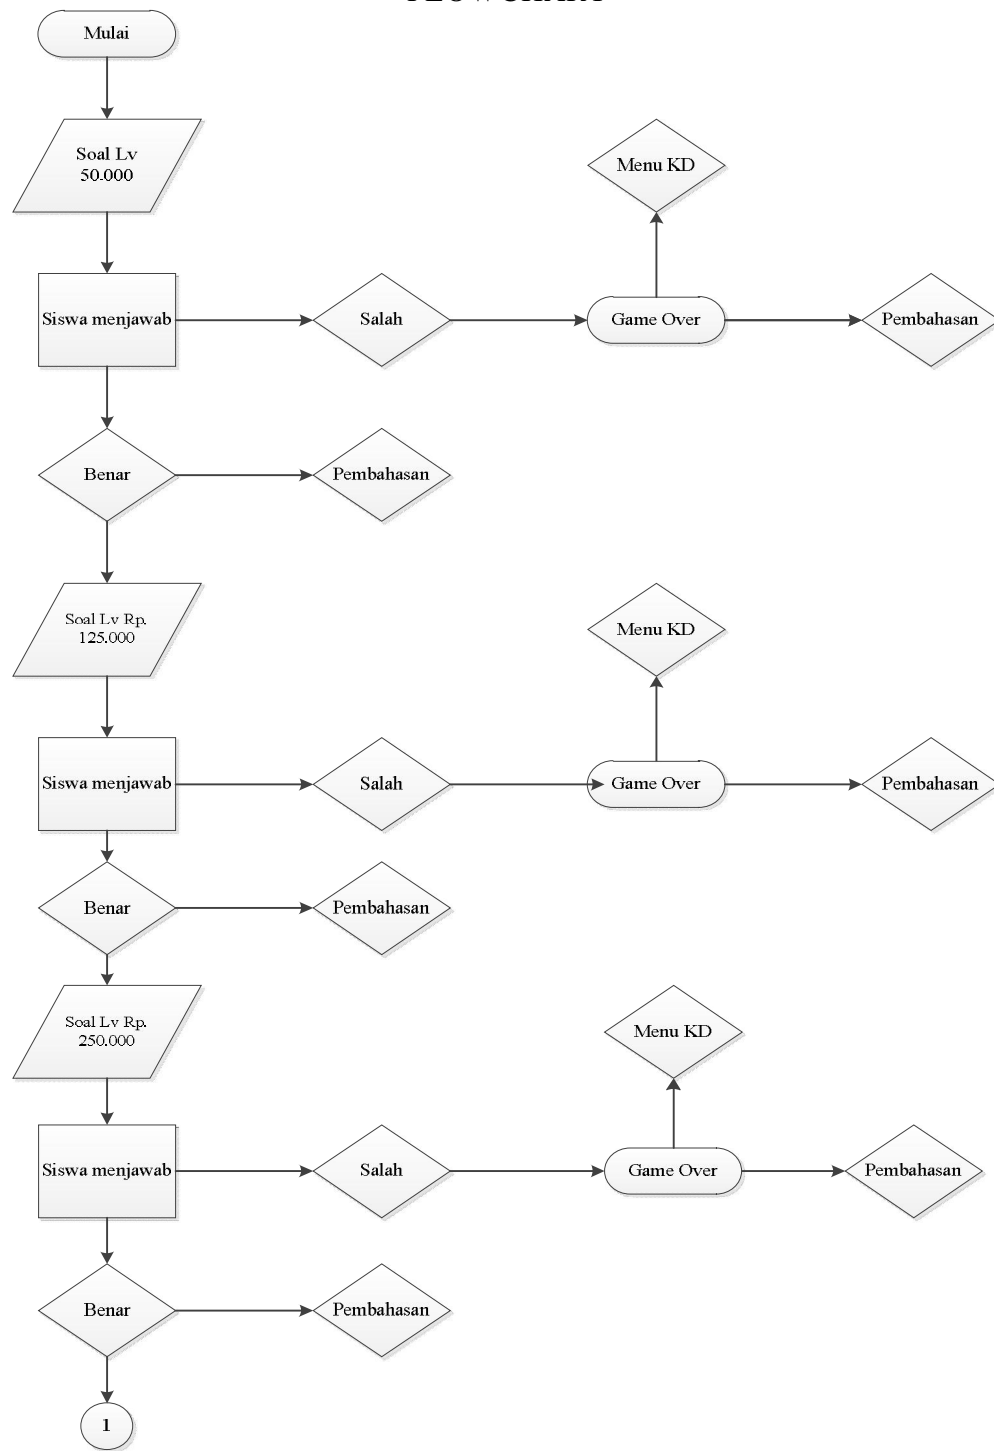 Mulai
Soal Lv
50.000
Menu KD
Siswa menjawab
Salah
Game Over
Pembahasan
Benar
Pembahasan
Soal Lv Rp.
125.000
Menu KD
Siswa menjawab
Salah
Game Over
Pembahasan
Benar
Pembahasan
Soal Lv Rp.
250.000
Menu KD
Siswa menjawab
Salah
Game Over
Pembahasan
Benar
Pembahasan
1